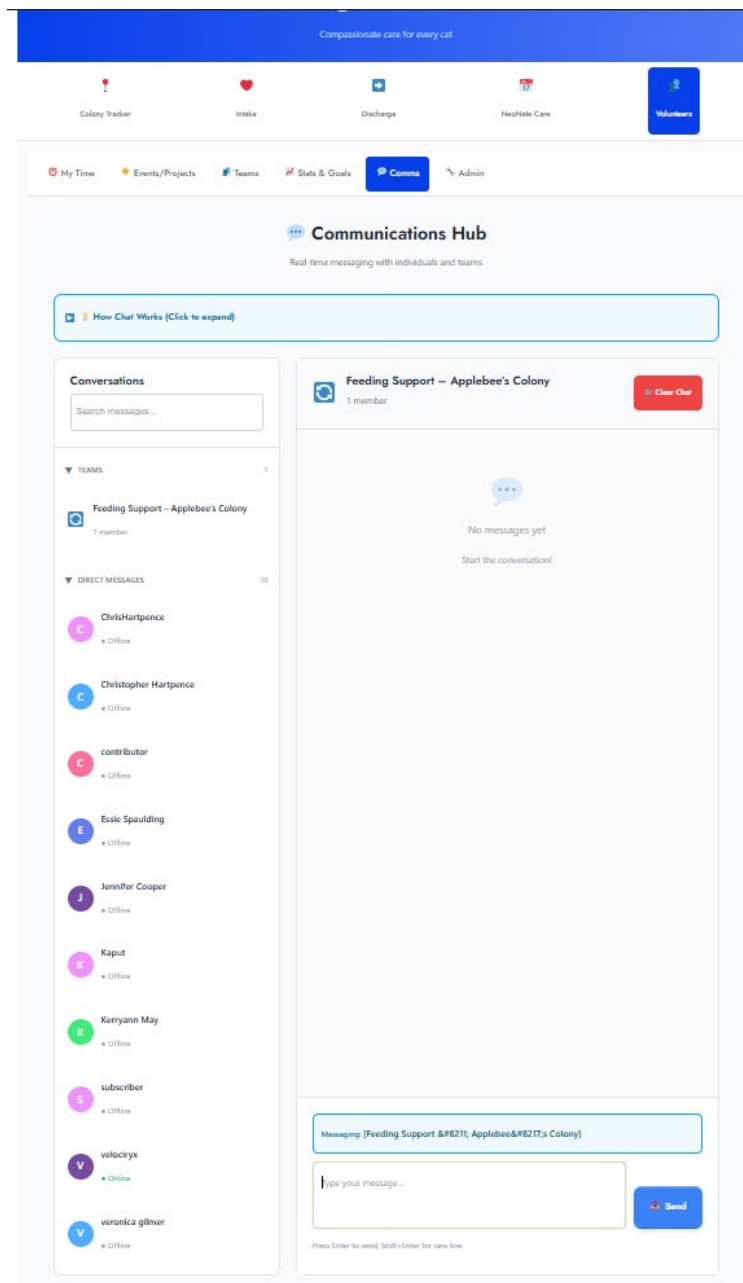 Compassionate care for every cat
Colony Tracker
Intake
Discharge
NeoNate Care
Volunteers
My Time
Events/Projects
Teams
Stats & Goals
Comms
Admin
Communications Hub
Real-time messaging with individuals and teams
How Chat Works (Click to expand)
Conversations
Search messages...
TEAMS 1
Feeding Support – Applebee's Colony
1 member
DIRECT MESSAGES 10
C
ChrisHartpence
• Offline
C
Christopher Hartpence
• Offline
C
contributor
• Offline
E
Essie Spaulding
• Offline
J
Jennifer Cooper
• Offline
K
Kaput
• Offline
K
Kerryann May
• Offline
S
subscriber
• Offline
V
velociryx
• Online
V
veronica gilmer
• Offline
Feeding Support – Applebee's Colony
1 member
Clear Chat
No messages yet
Start the conversation!
Messaging: [Feeding Support &#8211; Applebee&#8217;s Colony]
Type your message...
Send
Press Enter to send, Shift+Enter for new line